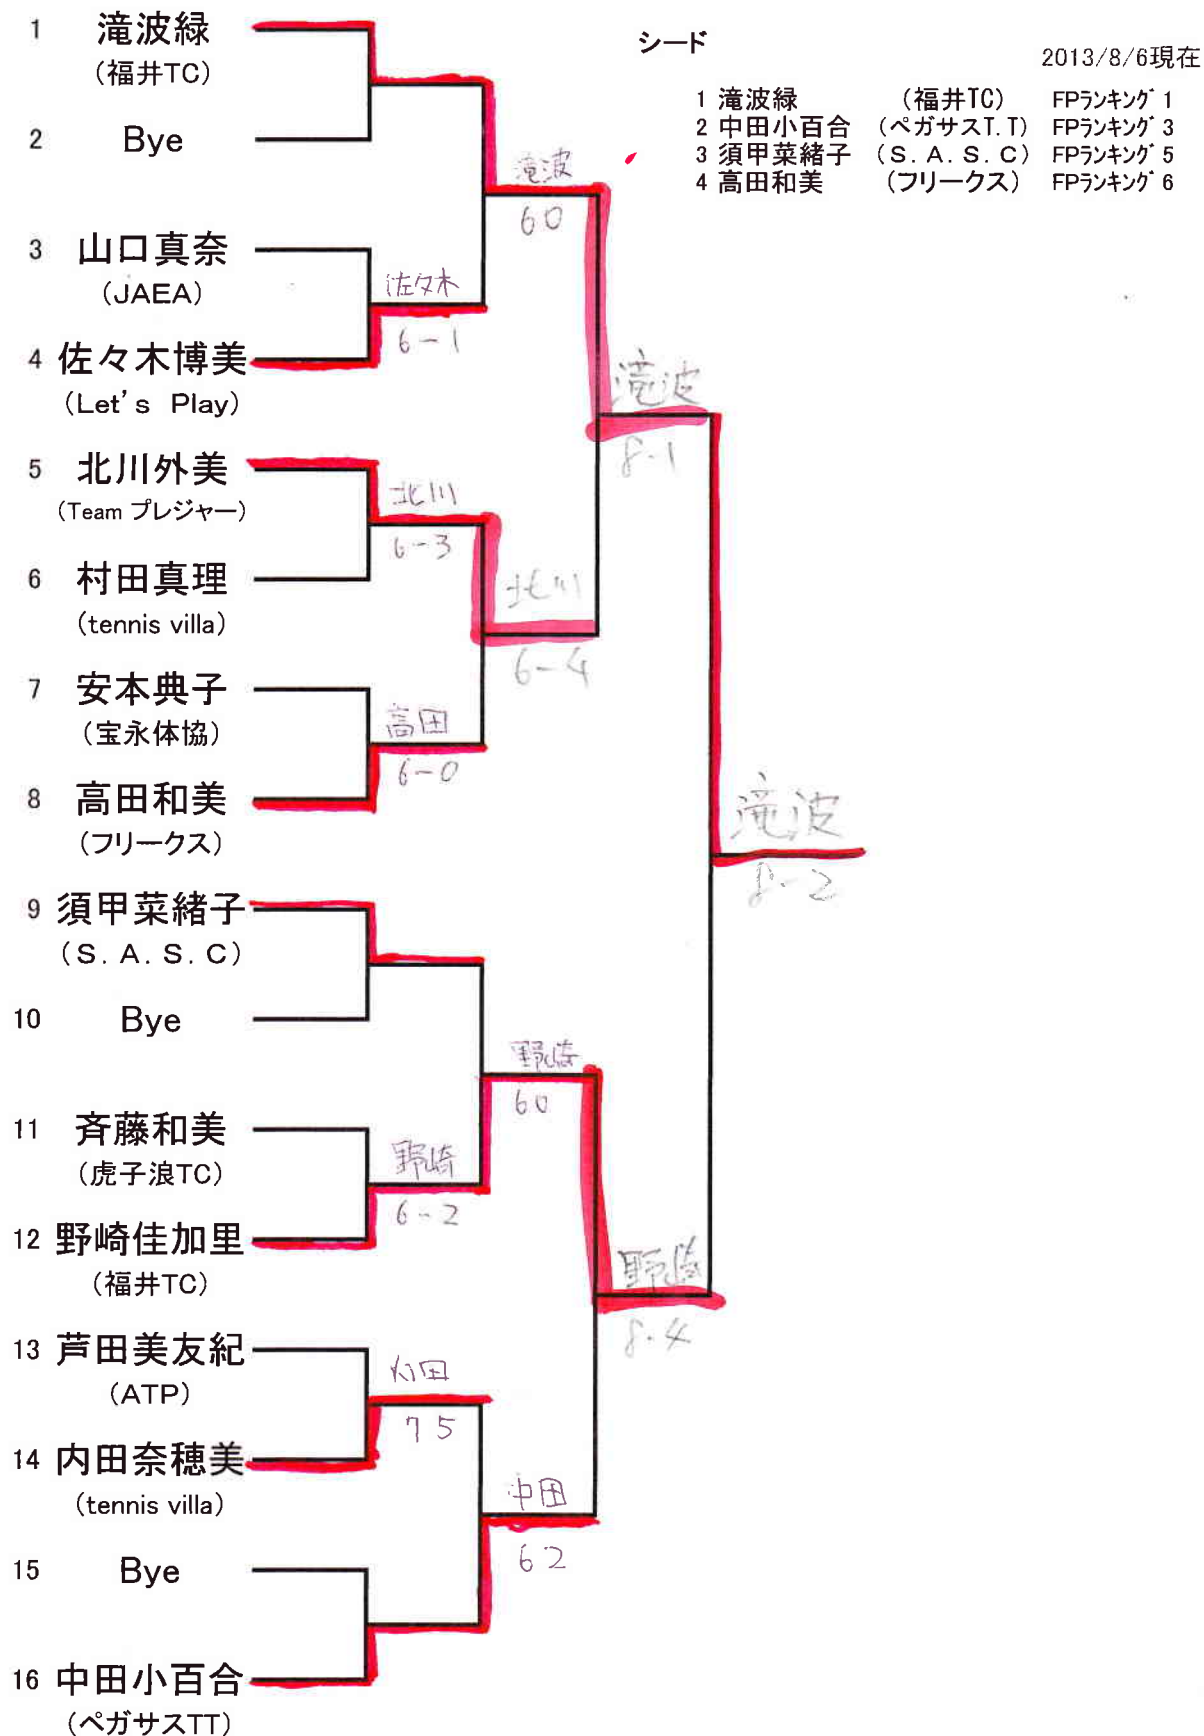 シード
2013/8/6現在
1 滝波緑 (福井TC) FPランキング 1
2 中田小百合 (ペガサスT.T) FPランキング 3
3 須甲菜緒子 (S.A.S.C) FPランキング 5
4 高田和美 (フリークス) FPランキング 6
1 滝波緑
(福井TC)
2 Bye
滝波
60
3 山口真奈
(JAEA)
佐々木
6-1
4 佐々木博美
(Let's Play)
滝波
8-1
5 北川外美
(Team プレジャー)
北川
6-3
6 村田真理
(tennis villa)
北川
6-4
7 安本典子
(宝永体協)
高田
6-0
8 高田和美
(フリークス)
滝波
8-2
9 須甲菜緒子
(S.A.S.C)
10 Bye
野崎
60
11 斉藤和美
(虎子浪TC)
野崎
6-2
12 野崎佳加里
(福井TC)
野崎
8-4
13 芦田美友紀
(ATP)
内田
75
14 内田奈穂美
(tennis villa)
中田
62
15 Bye
16 中田小百合
(ペガサスTT)